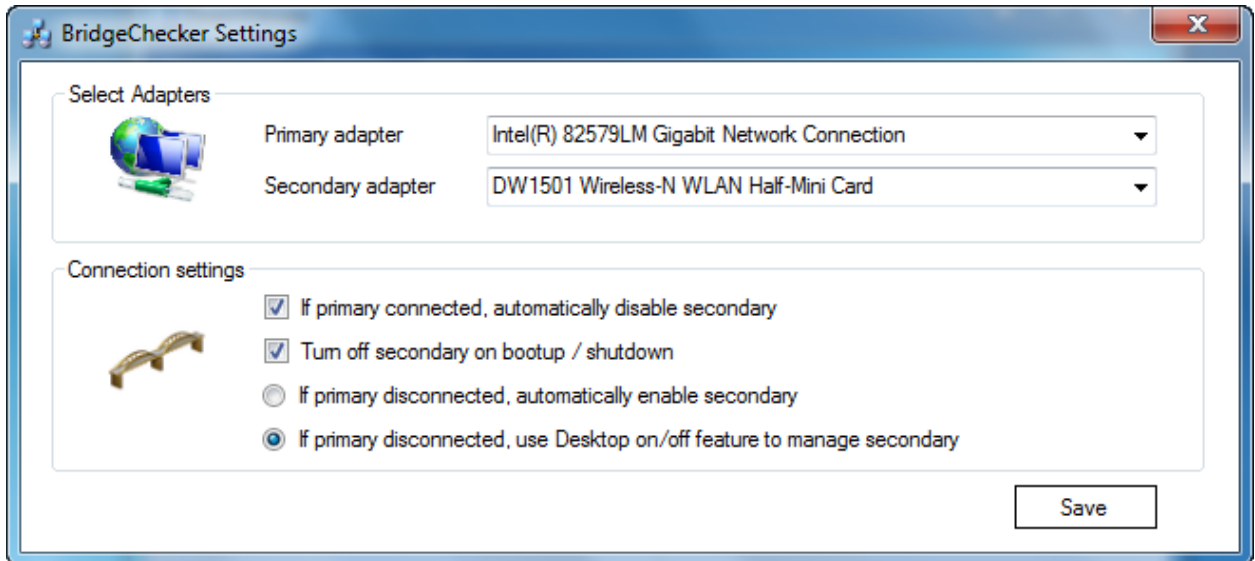 BridgeChecker Settings
Select Adapters
Primary adapter
Intel(R) 82579LM Gigabit Network Connection
Secondary adapter
DW1501 Wireless-N WLAN Half-Mini Card
Connection settings
If primary connected, automatically disable secondary
Turn off secondary on bootup / shutdown
If primary disconnected, automatically enable secondary
If primary disconnected, use Desktop on/off feature to manage secondary
Save